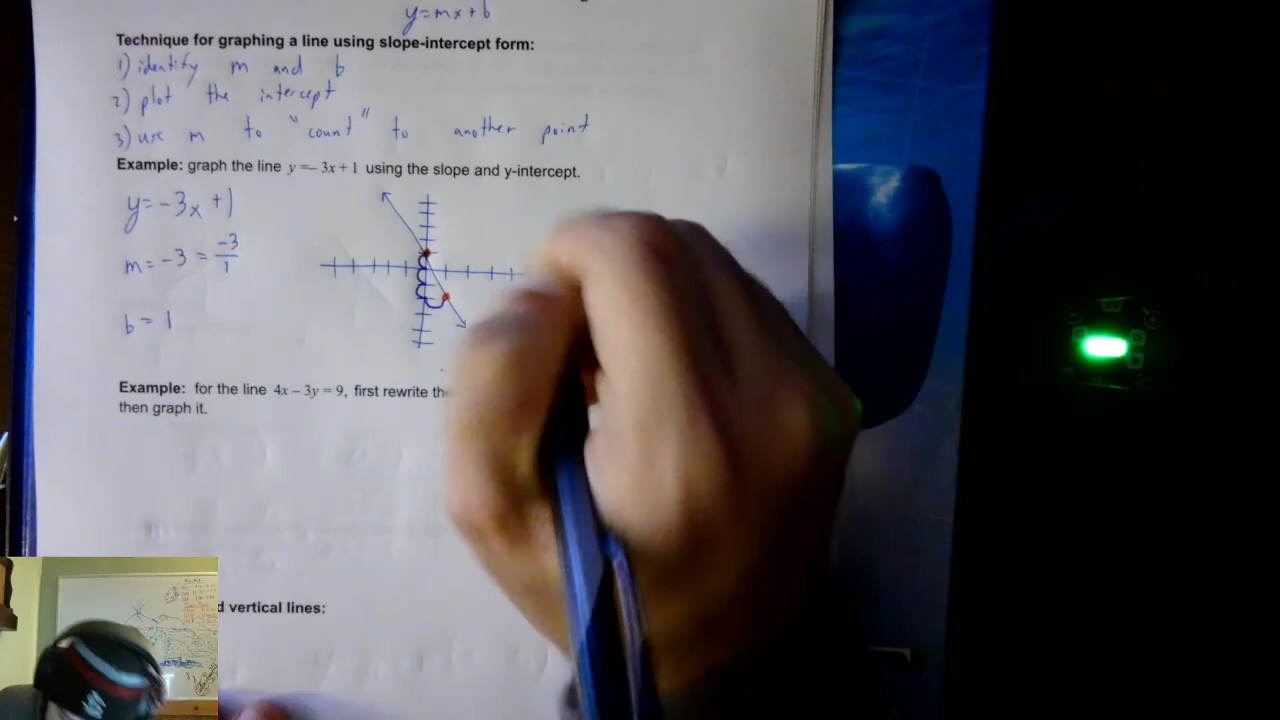 y=mx+b
Technique for graphing a line using slope-intercept form:
1) identify m and b
2) plot the intercept
3) use m to "count" to another point
Example: graph the line y=-3x+1 using the slope and y-intercept.
y=-3x+1
m=-3=-3/1
b=1
Example: for the line 4x-3y=9, first rewrite
then graph it.
vertical lines: